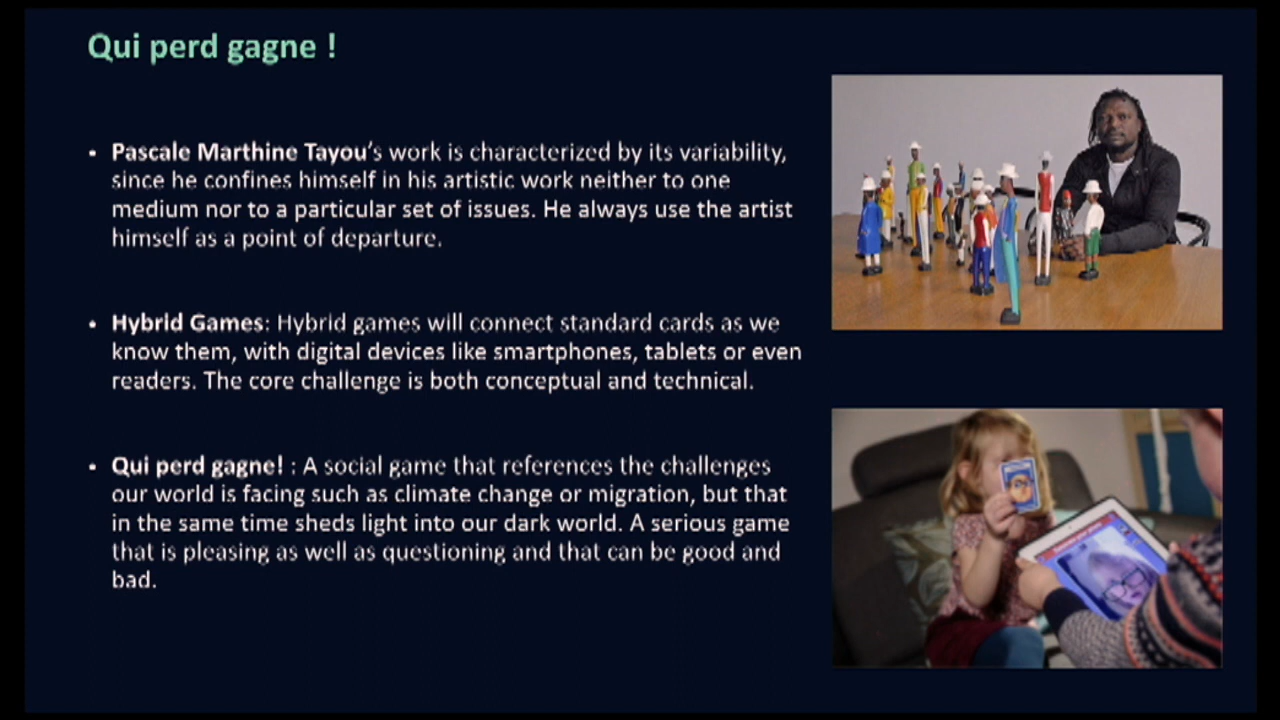 Qui perd gagne !
• Pascale Marthine Tayou's work is characterized by its variability,
since he confines himself in his artistic work neither to one
medium nor to a particular set of issues. He always use the artist
himself as a point of departure.
• Hybrid Games: Hybrid games will connect standard cards as we
know them, with digital devices like smartphones, tablets or even
readers. The core challenge is both conceptual and technical.
• Qui perd gagne! : A social game that references the challenges
our world is facing such as climate change or migration, but that
in the same time sheds light into our dark world. A serious game
that is pleasing as well as questioning and that can be good and
bad.